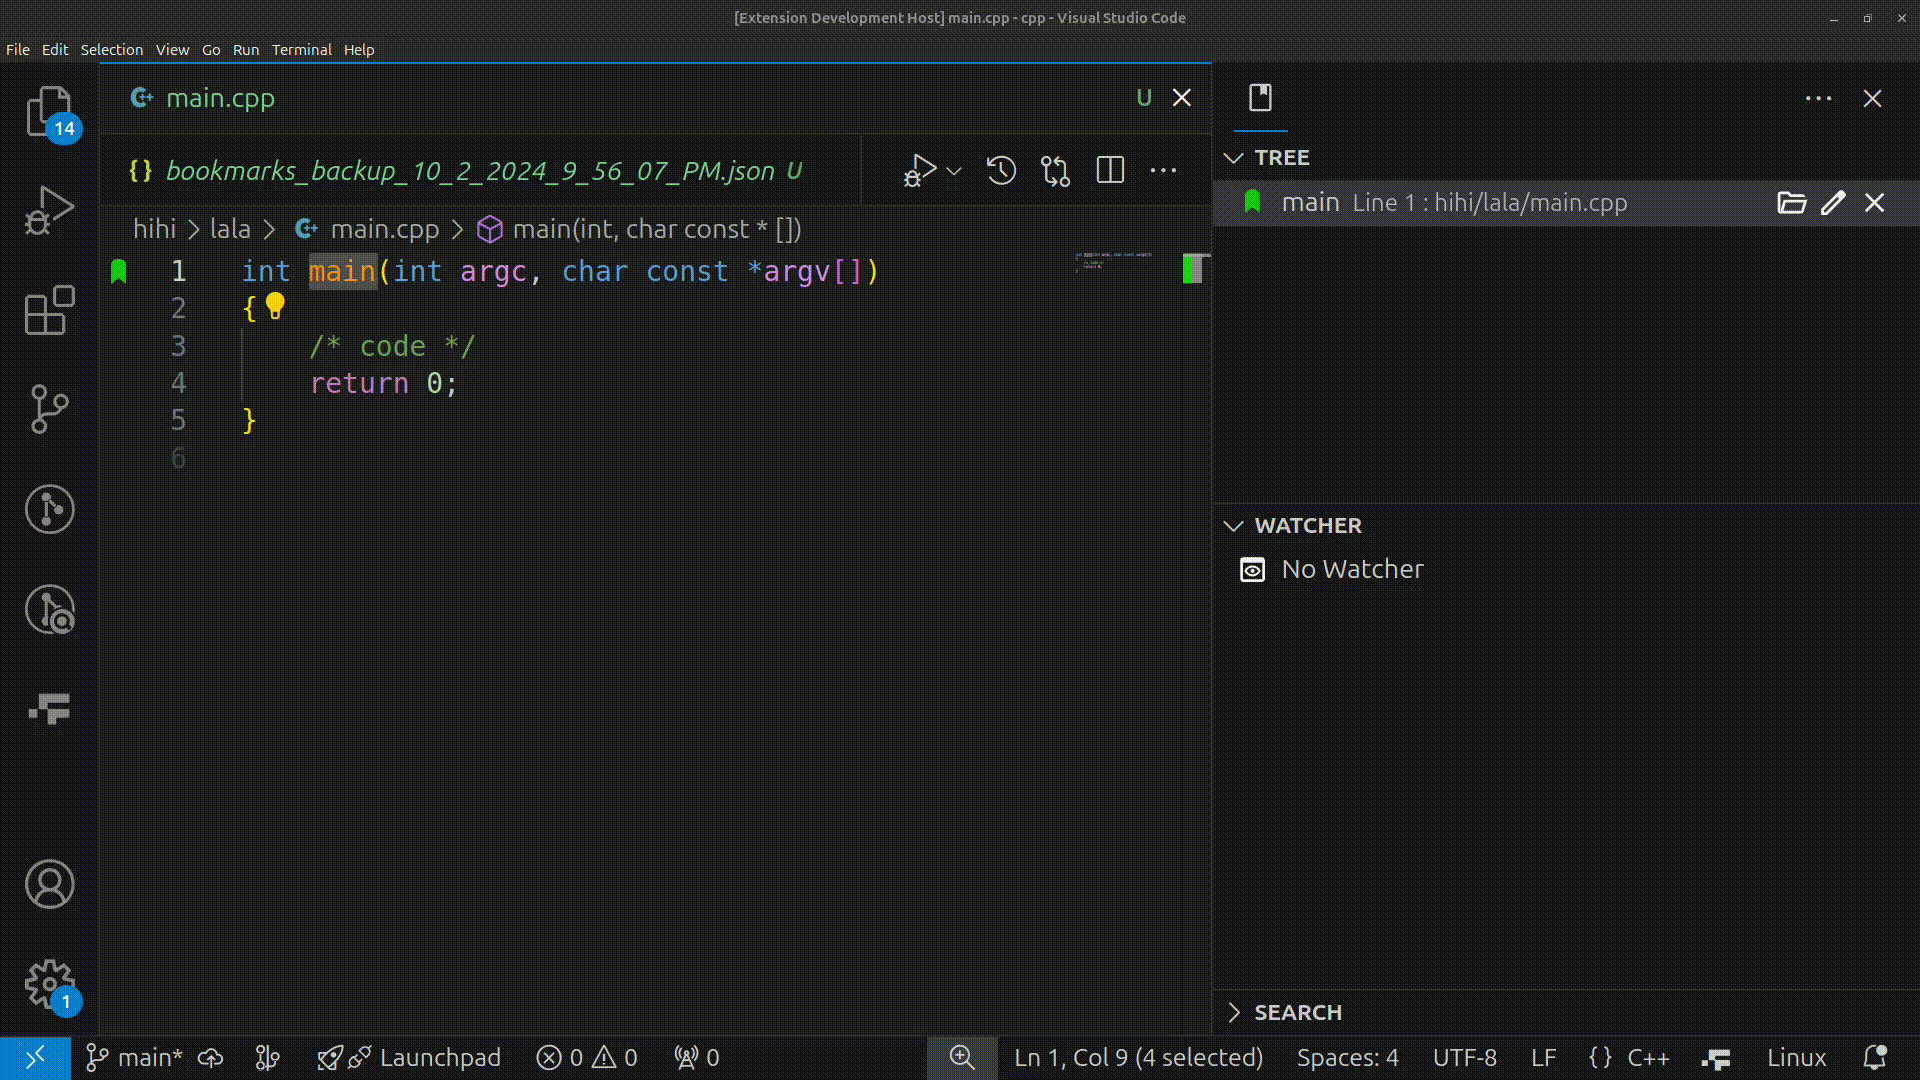 [Extension Development Host] main.cpp - cpp - Visual Studio Code
File Edit Selection View Go Run Terminal Help
14
main.cpp U
{} bookmarks_backup_10_2_2024_9_56_07_PM.json U
hihi > lala > main.cpp > main(int, char const * [])
1 int main(int argc, char const *argv[])
2 {
3 /* code */
4 return 0;
5 }
6
TREE
main Line 1 : hihi/lala/main.cpp
WATCHER
No Watcher
SEARCH
1
main* Launchpad 0 0 0 Ln 1, Col 9 (4 selected) Spaces: 4 UTF-8 LF {} C++ Linux